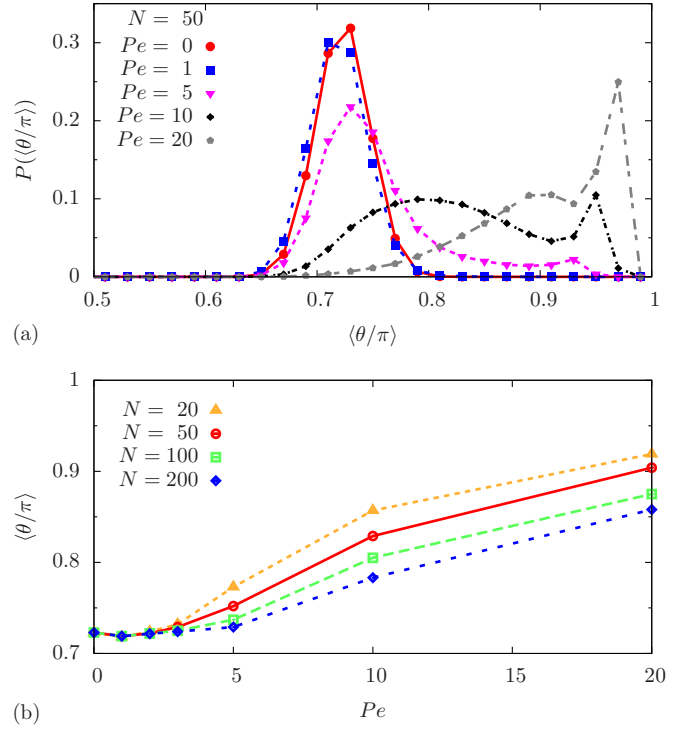 N = 50
Pe = 0
Pe = 1
Pe = 5
Pe = 10
Pe = 20
P(⟨θ/π⟩)
0.3
0.2
0.1
0
0.5 0.6 0.7 0.8 0.9 1
(a) ⟨θ/π⟩
N = 20
N = 50
N = 100
N = 200
⟨θ/π⟩
1
0.9
0.8
0.7
0 5 10 15 20
(b) Pe